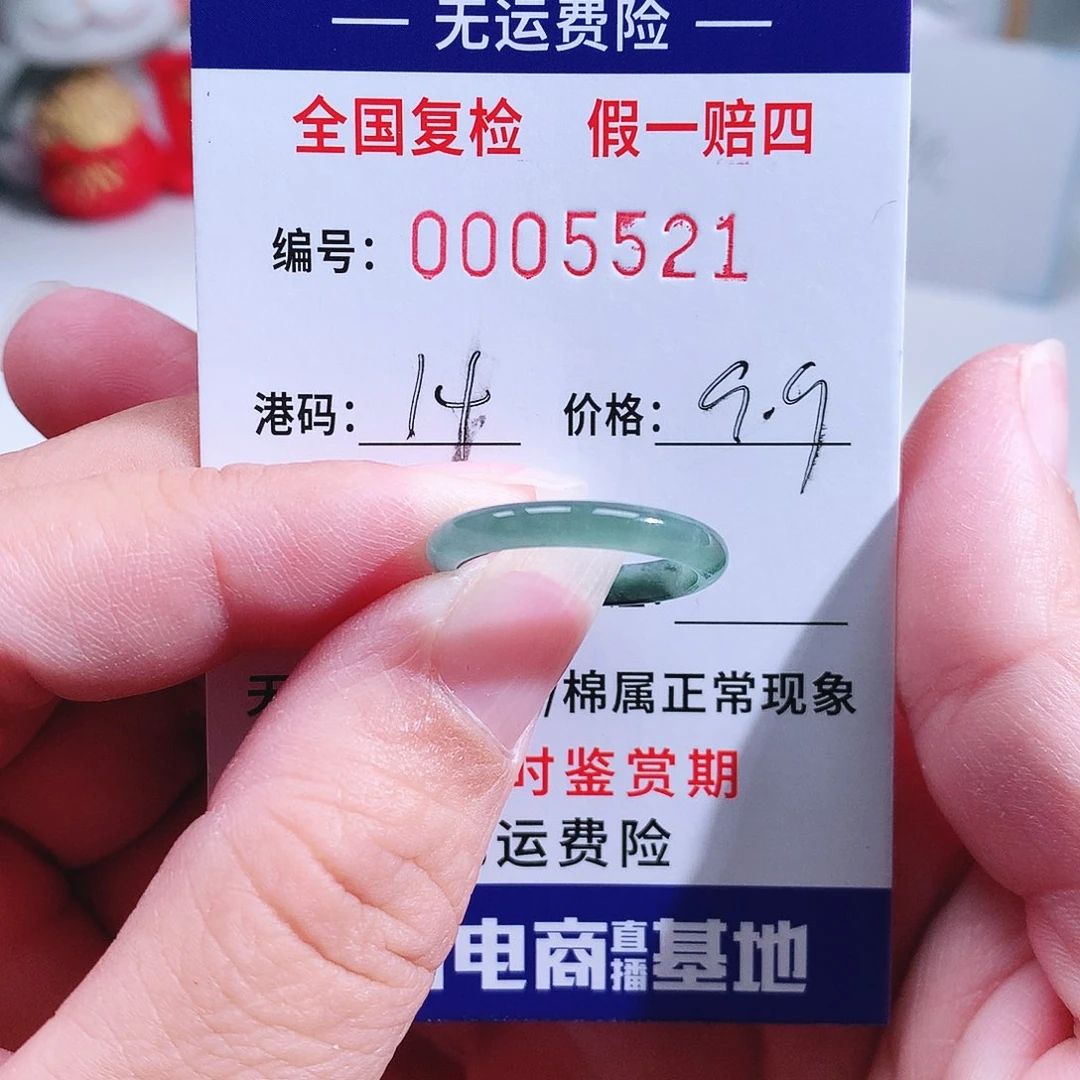 — 无运费险 —
全国复检 假一赔四
编号: 0005521
港码: 14 价格: 9.9
/棉属正常现象
时鉴赏期
运费险
电商直播基地